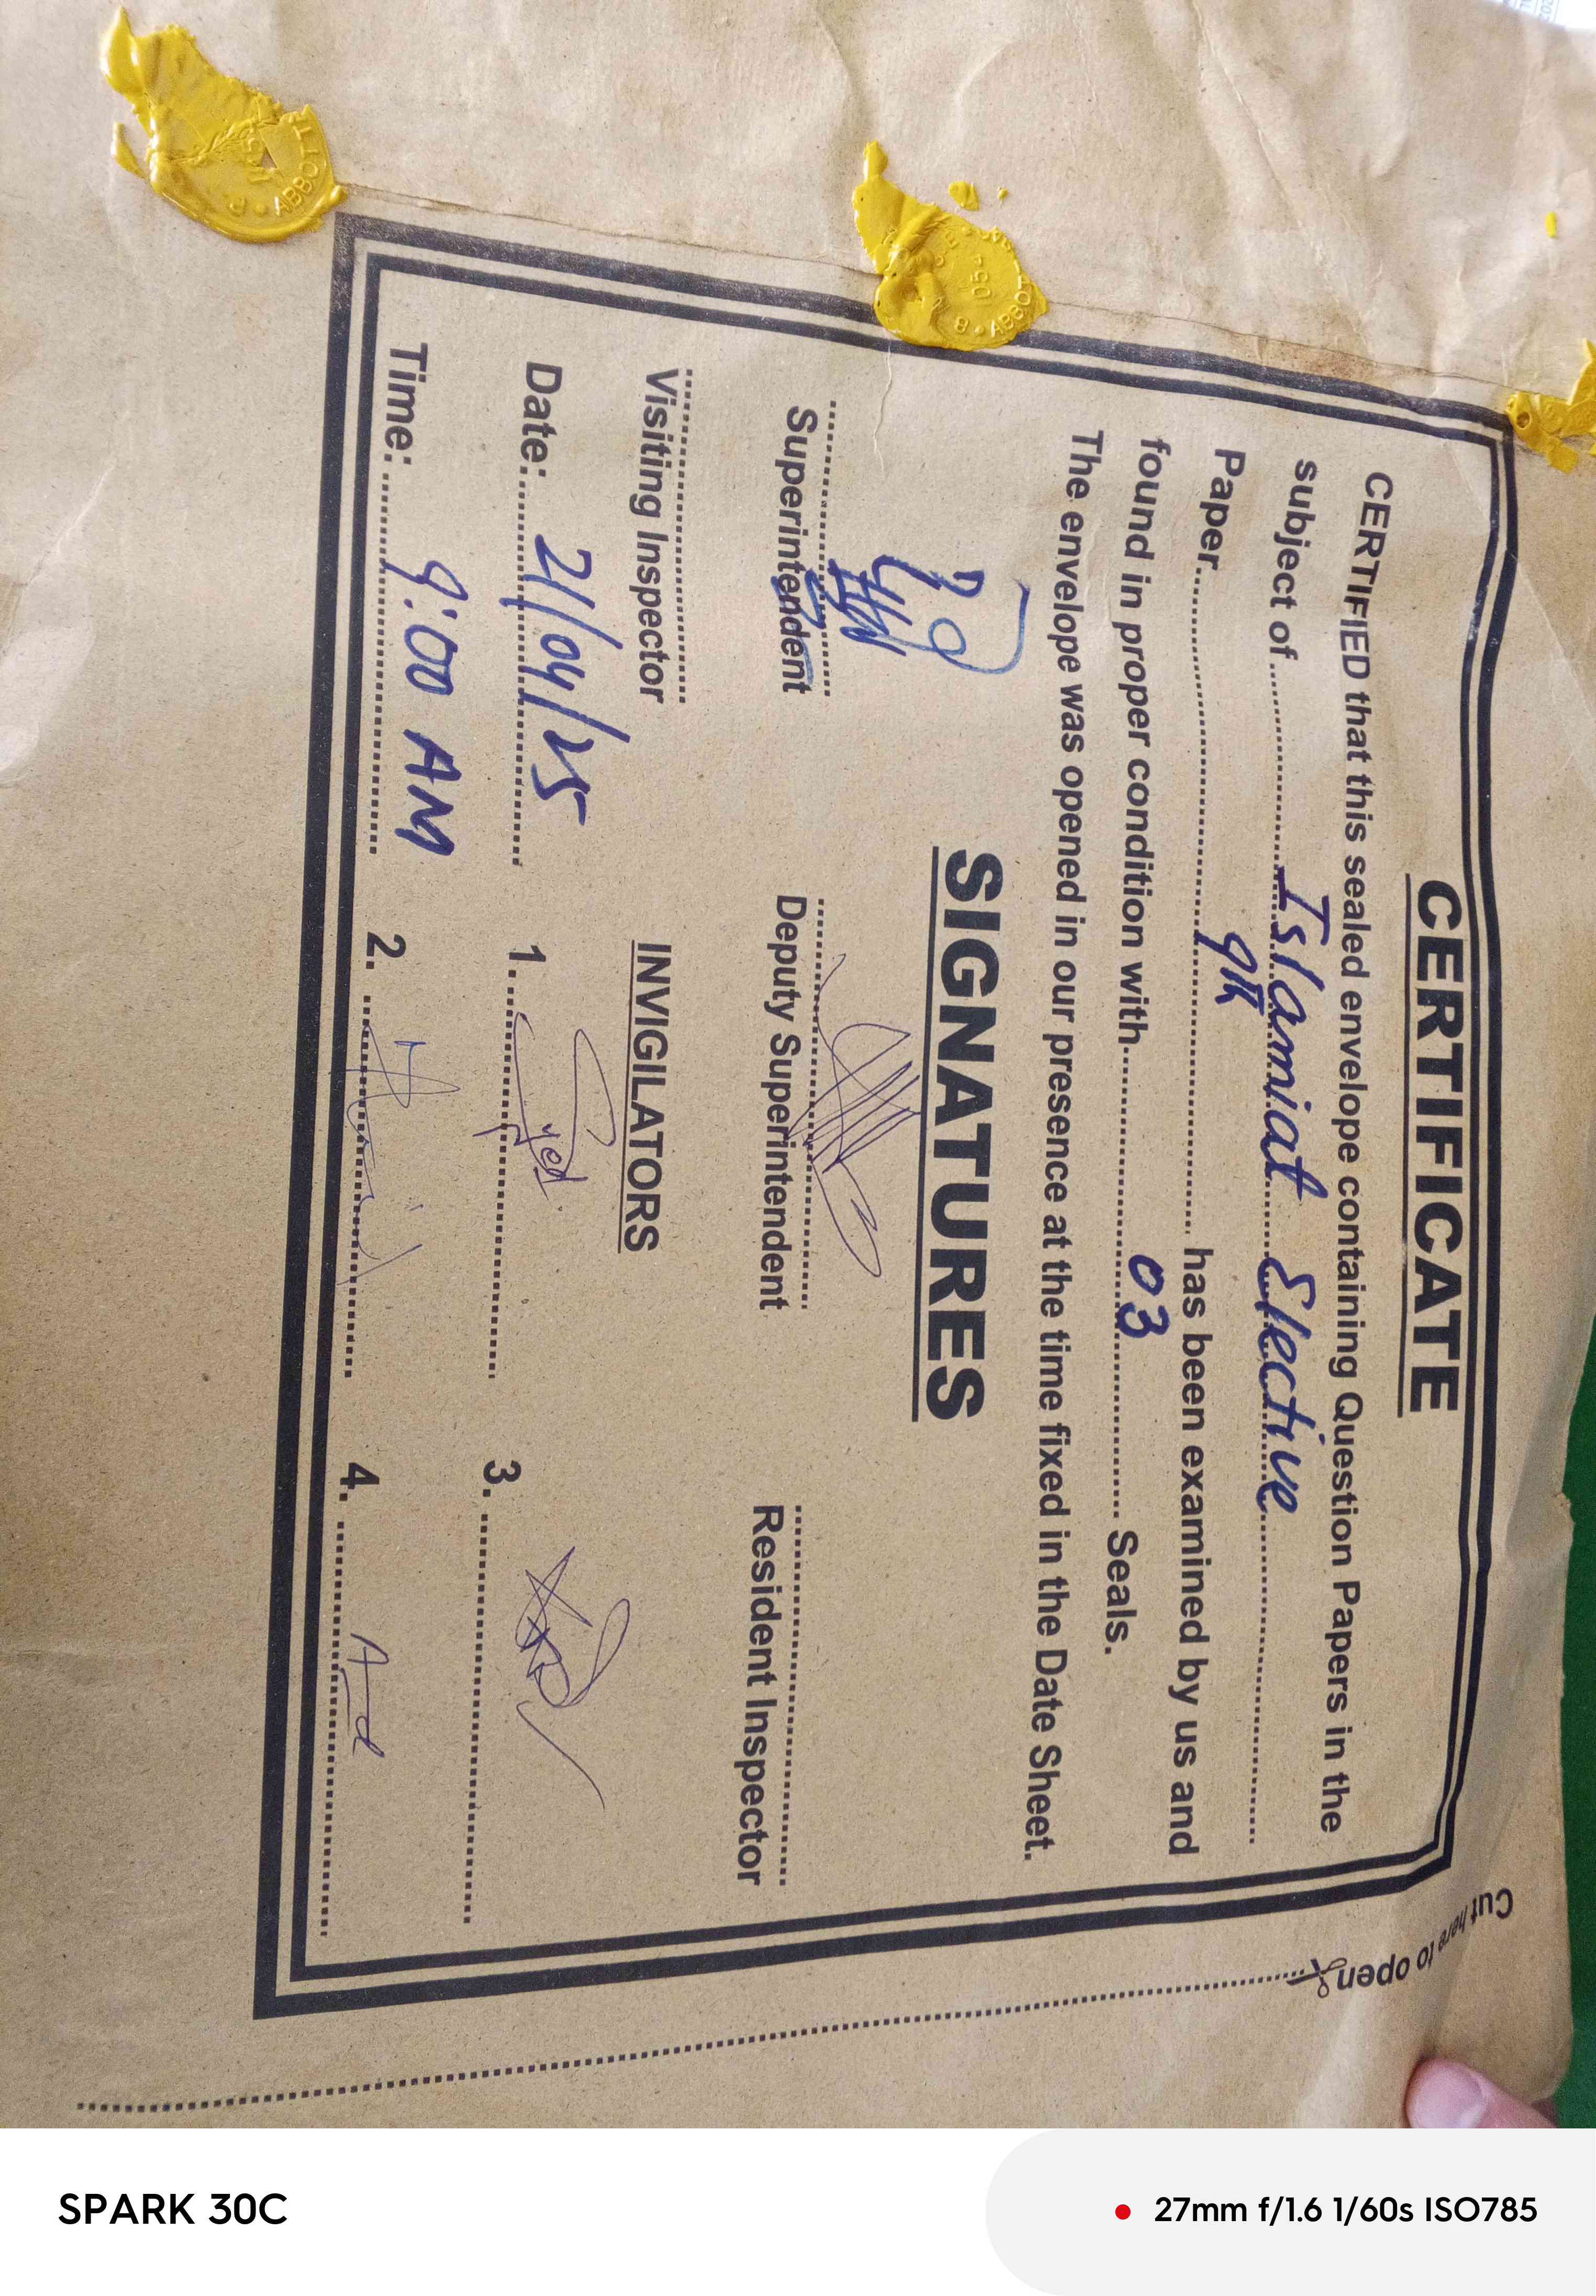 CERTIFICATE
CERTIFIED that this sealed envelope containing Question Papers in the
subject of Islamiat Elective
Paper 9th has been examined by us and
found in proper condition with 03 Seals.
The envelope was opened in our presence at the time fixed in the Date Sheet.
SIGNATURES
Superintendent
Deputy Superintendent
Resident Inspector
Visiting Inspector
INVIGILATORS
Date: 21/04/25
1. Syed
3.
Time: 9:00 AM
2.
4.
Cut here to open
ABBOTT
B ABBO
05
SPARK 30C
27mm f/1.6 1/60s ISO785